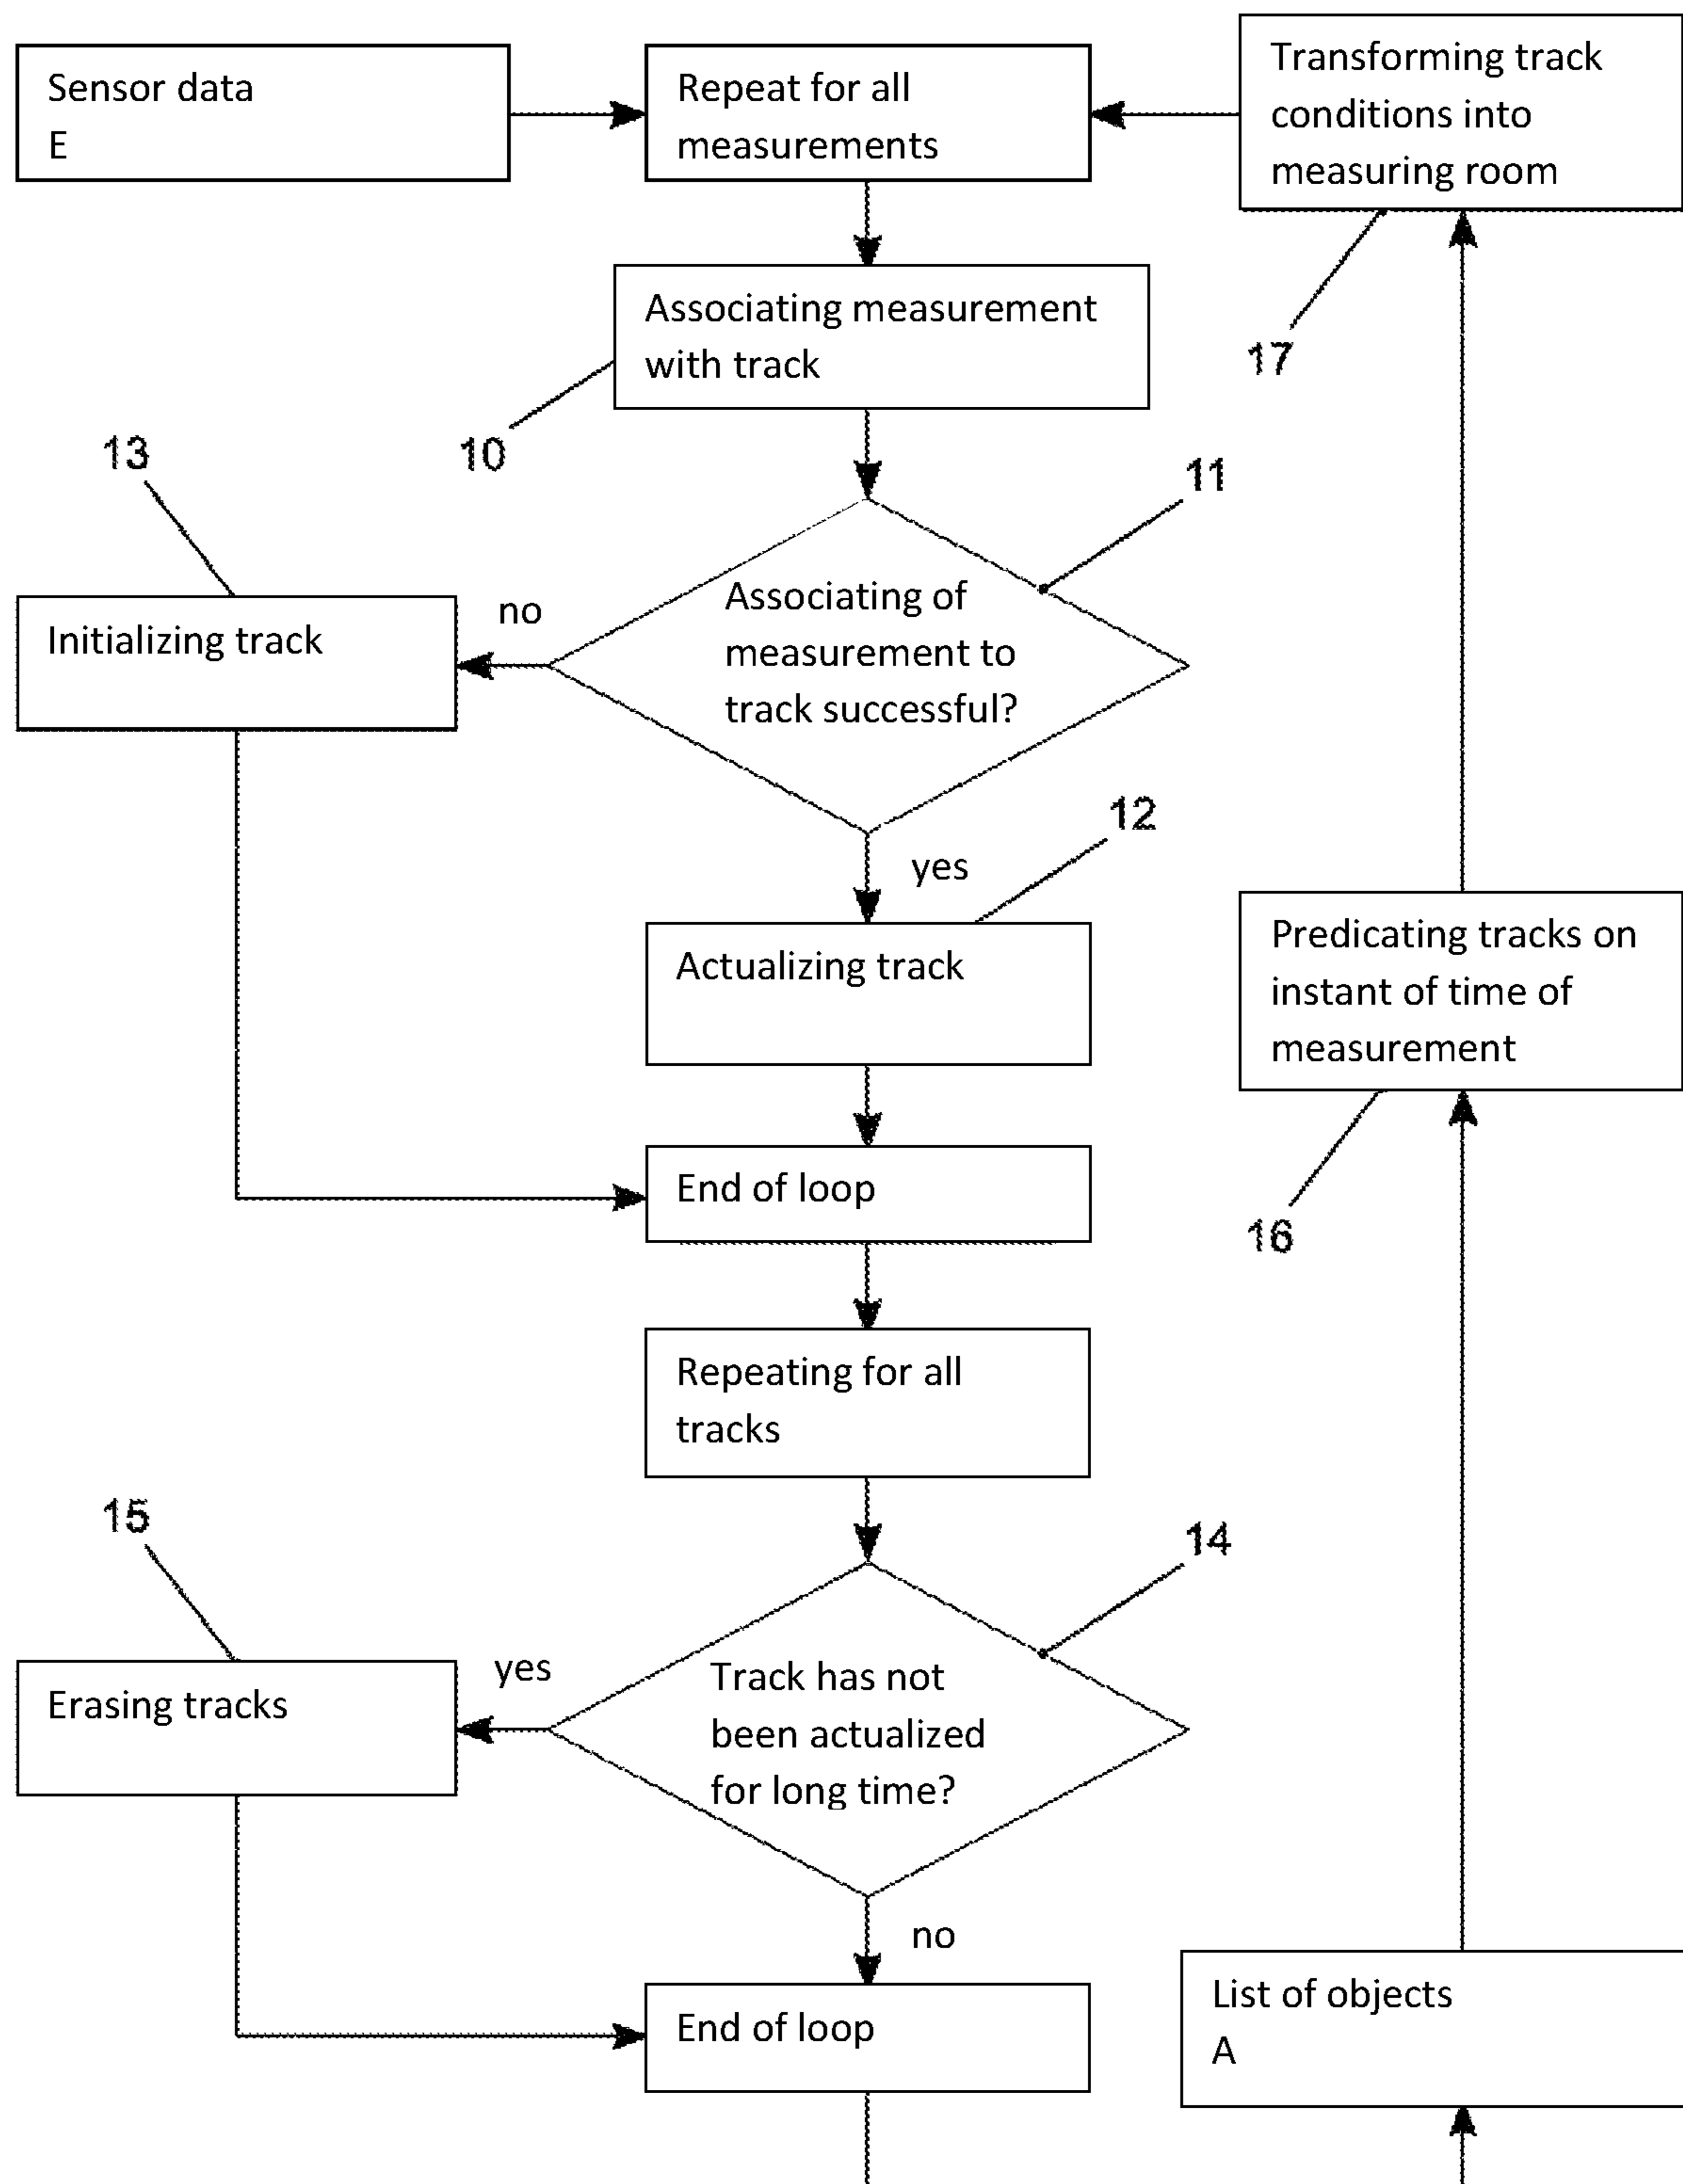 Sensor data
E
Repeat for all
measurements
Transforming track
conditions into
measuring room
17
Associating measurement
with track
10
13
11
Initializing track
no
Associating of
measurement to
track successful?
yes
12
Actualizing track
Predicating tracks on
instant of time of
measurement
16
End of loop
Repeating for all
tracks
15
14
Erasing tracks
yes
Track has not
been actualized
for long time?
no
End of loop
List of objects
A